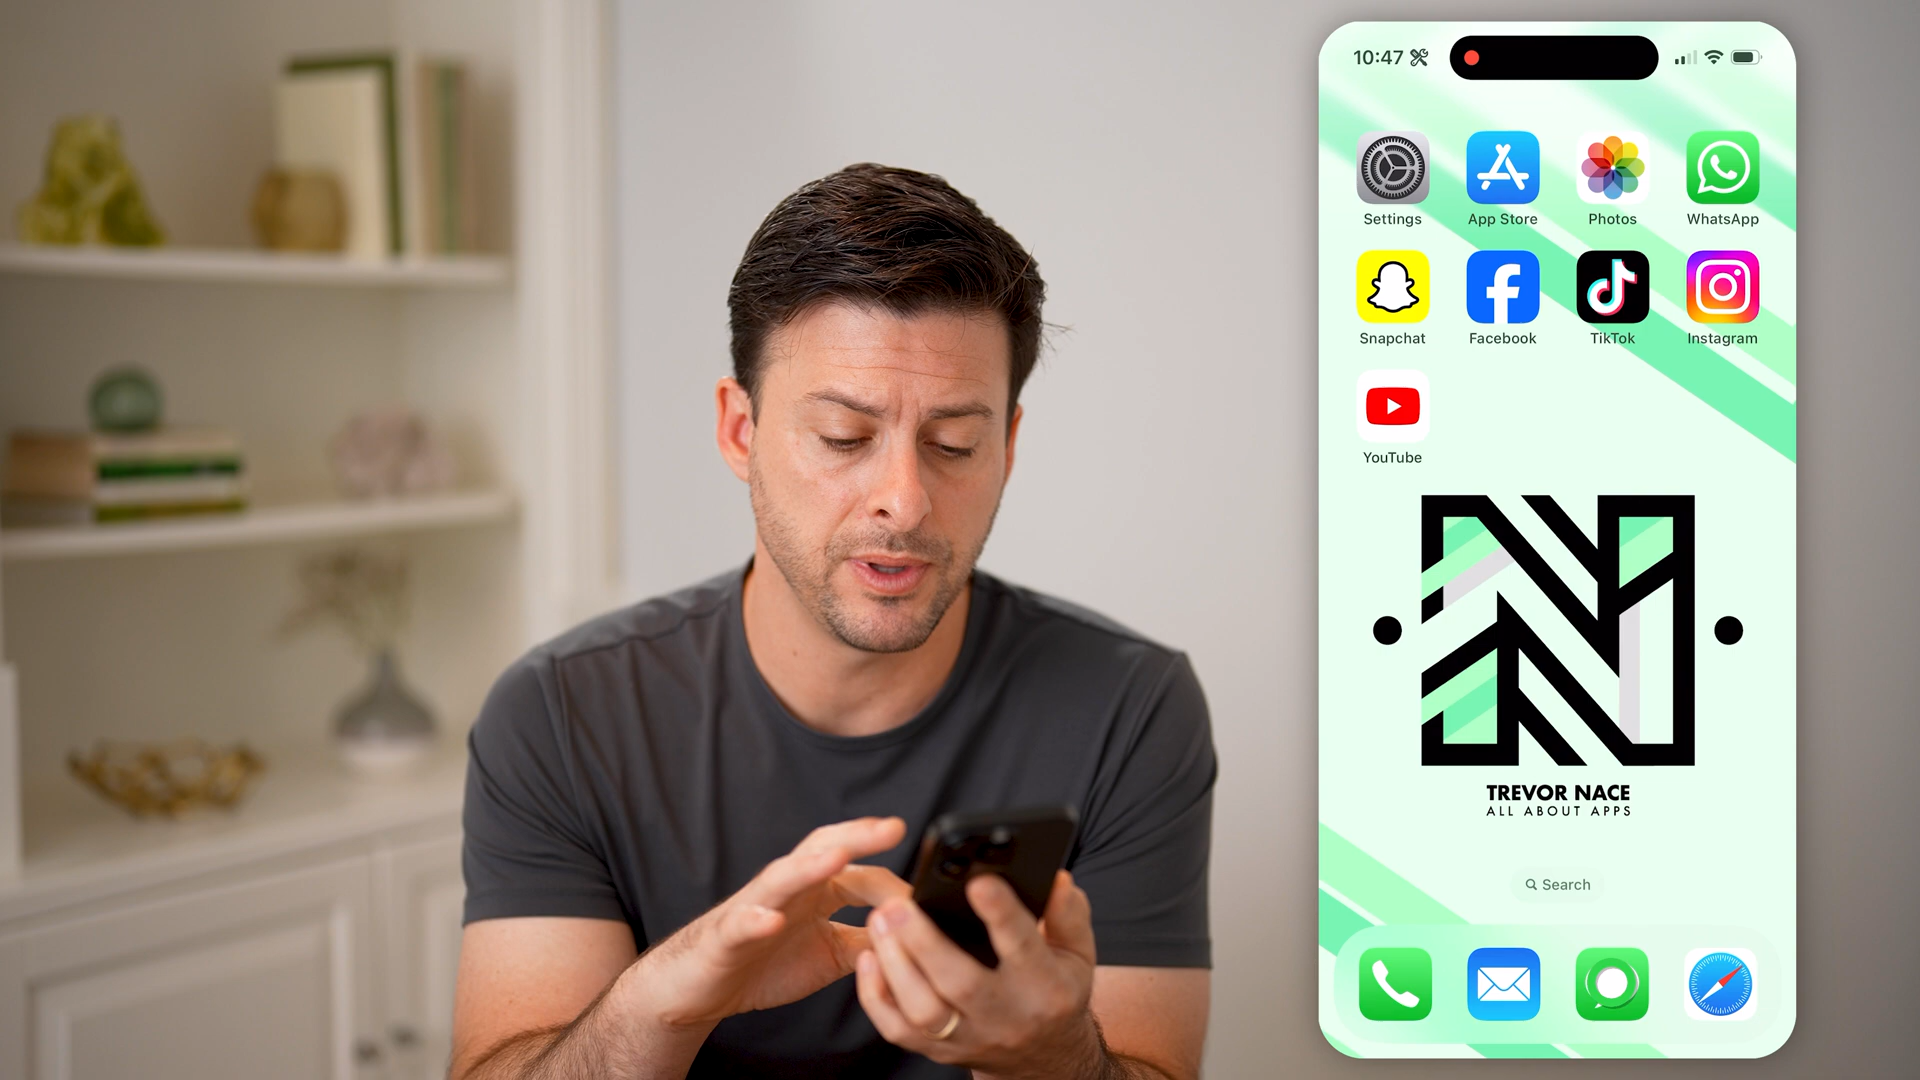 10:47
Settings
App Store
Photos
WhatsApp
Snapchat
Facebook
TikTok
Instagram
YouTube
TREVOR NACE
ALL ABOUT APPS
Search